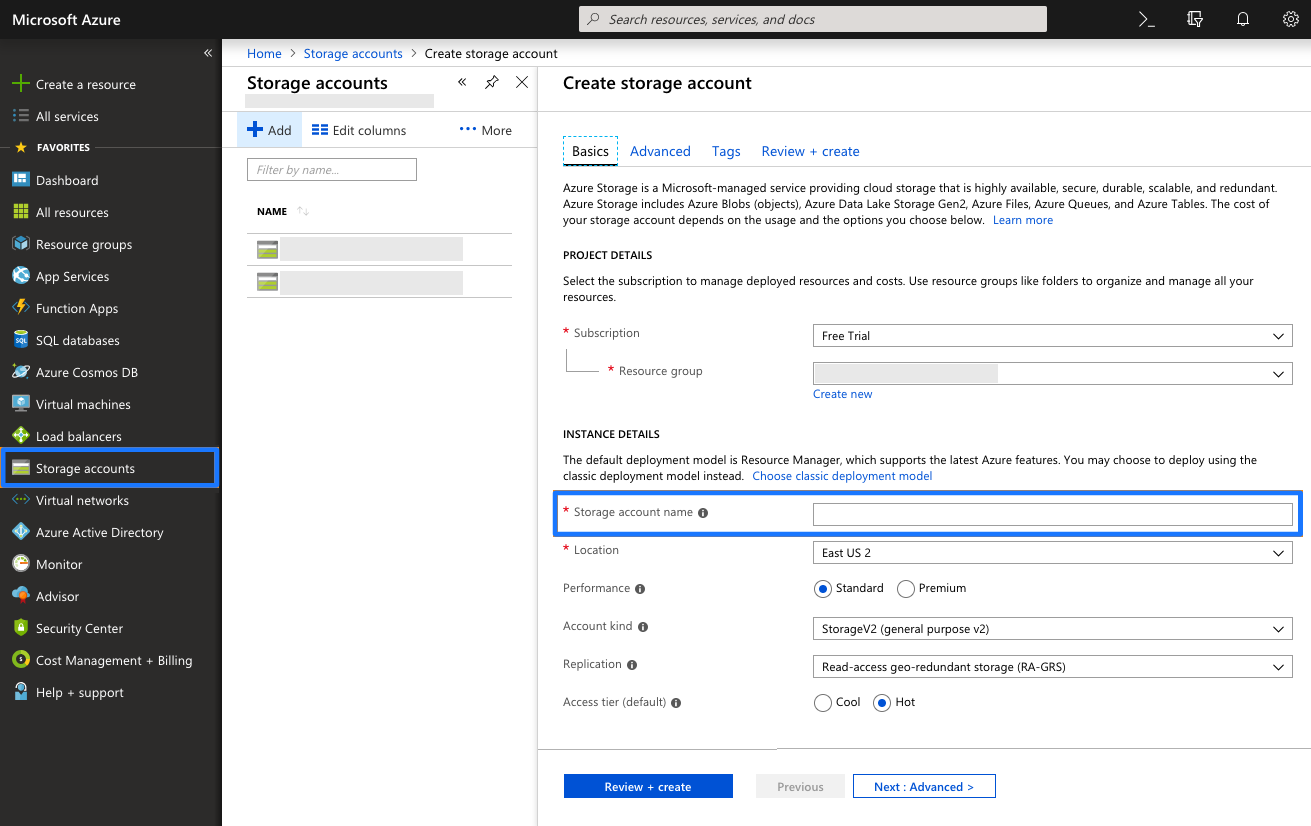 Microsoft Azure
Search resources, services, and docs
Create a resource
All services
FAVORITES
Dashboard
All resources
Resource groups
App Services
Function Apps
SQL databases
Azure Cosmos DB
Virtual machines
Load balancers
Storage accounts
Virtual networks
Azure Active Directory
Monitor
Advisor
Security Center
Cost Management + Billing
Help + support
Home > Storage accounts > Create storage account
Storage accounts
Add
Edit columns
More
Filter by name...
NAME
Create storage account
Basics
Advanced
Tags
Review + create
Azure Storage is a Microsoft-managed service providing cloud storage that is highly available, secure, durable, scalable, and redundant.
Azure Storage includes Azure Blobs (objects), Azure Data Lake Storage Gen2, Azure Files, Azure Queues, and Azure Tables. The cost of
your storage account depends on the usage and the options you choose below. Learn more
PROJECT DETAILS
Select the subscription to manage deployed resources and costs. Use resource groups like folders to organize and manage all your
resources.
* Subscription
Free Trial
* Resource group
Create new
INSTANCE DETAILS
The default deployment model is Resource Manager, which supports the latest Azure features. You may choose to deploy using the
classic deployment model instead. Choose classic deployment model
* Storage account name
* Location
East US 2
Performance
Standard
Premium
Account kind
StorageV2 (general purpose v2)
Replication
Read-access geo-redundant storage (RA-GRS)
Access tier (default)
Cool
Hot
Review + create
Previous
Next : Advanced >